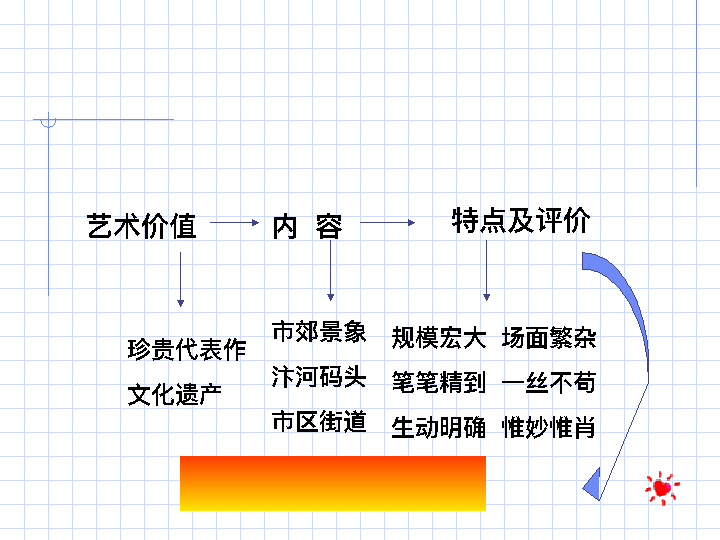 艺术价值 内 容 特点及评价
珍贵代表作
文化遗产
市郊景象
汴河码头
市区街道
规模宏大 场面繁杂
笔笔精到 一丝不苟
生动明确 惟妙惟肖